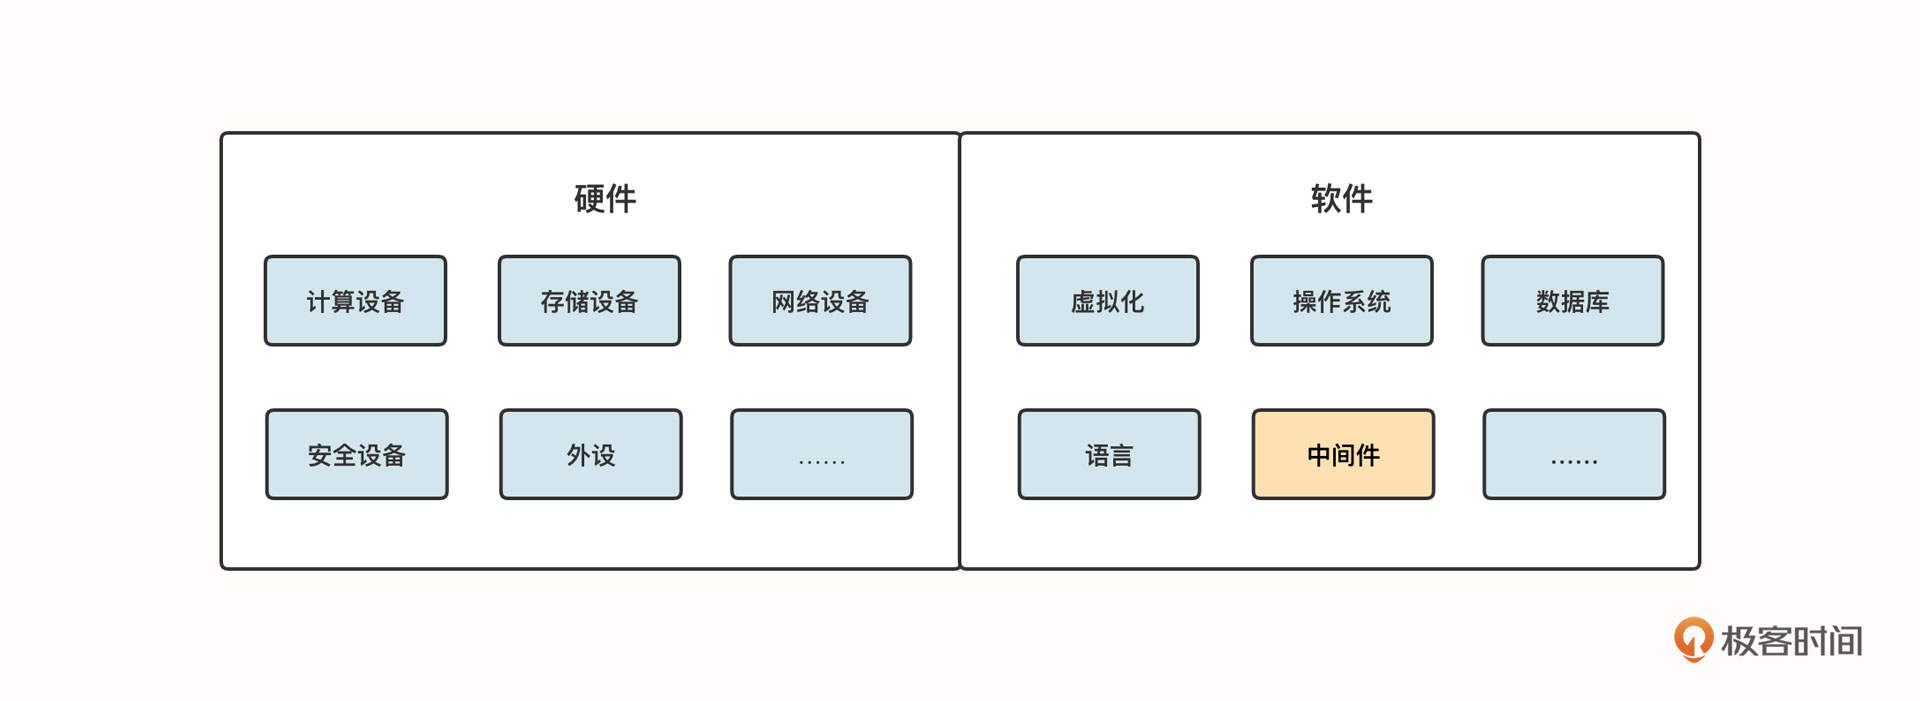 硬件
计算设备
存储设备
网络设备
安全设备
外设
......
软件
虚拟化
操作系统
数据库
语言
中间件
......
极客时间